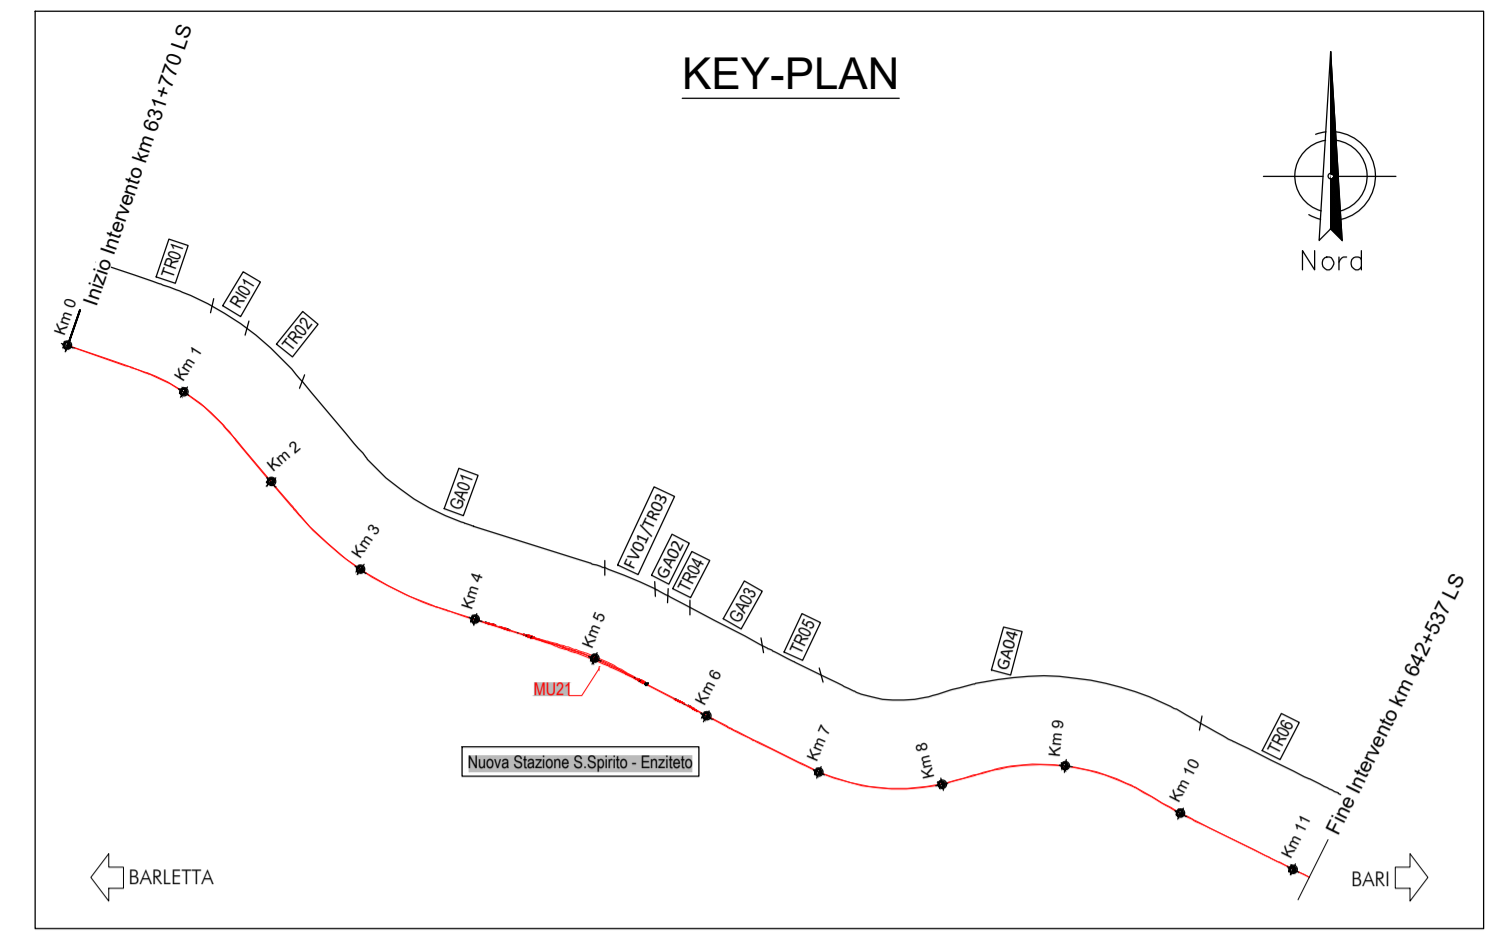 KEY-PLAN
Inizio Intervento km 631+770 LS
Nord
TR01
RI01
TR02
GA01
FV01/TR03
GA02
TR04
GA03
TR05
GA04
TR06
Km 0
Km 1
Km 2
Km 3
Km 4
Km 5
Km 6
Km 7
Km 8
Km 9
Km 10
Km 11
MU21
Nuova Stazione S.Spirito - Enziteto
Fine Intervento km 642+537 LS
BARLETTA
BARI